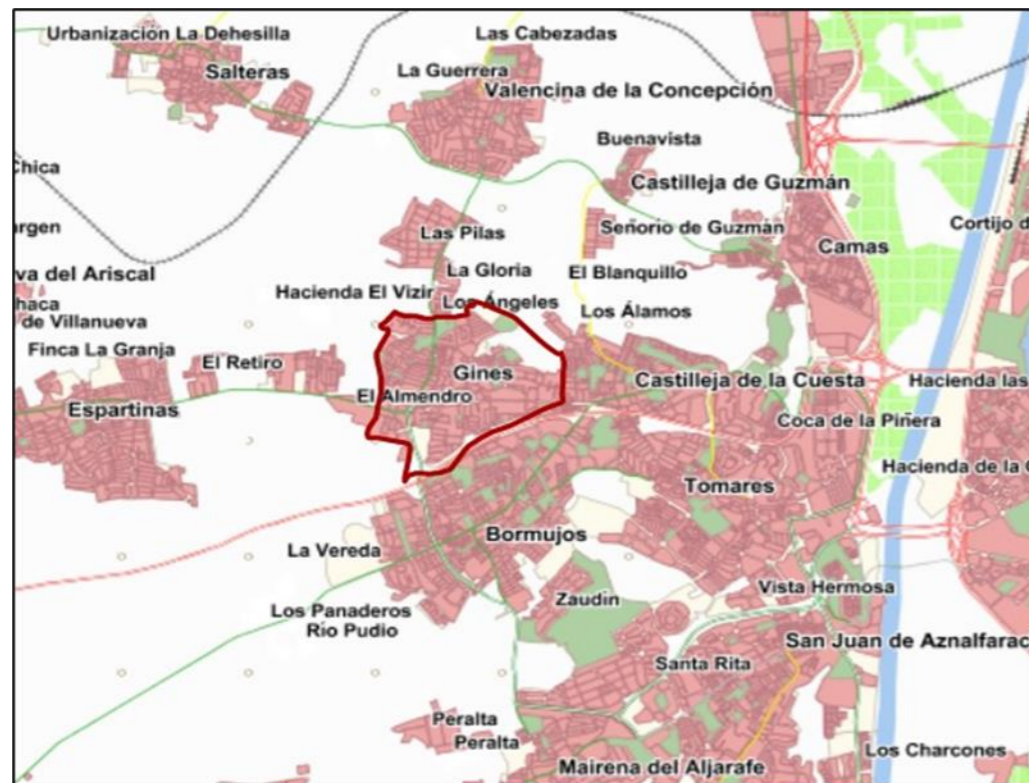 Las Cabezadas
Urbanización La Dehesilla
Salteras
La Guerrera
Valencina de la Concepción
Buenavista
Chica
Castilleja de Guzmán
argen
Las Pilas
Señorio de Guzmán
Cortijo d
Camas
va del Ariscal
La Gloria
El Blanquillo
Hacienda El Vizir
Los Ángeles
haca
de Villanueva
Los Álamos
Finca La Granja
El Retiro
Gines
Castilleja de la Cuesta
Hacienda las
El Almendro
Espartinas
Coca de la Piñera
Hacienda de la C
Tomares
Bormujos
La Vereda
Vista Hermosa
Zaudin
Los Panaderos
Río Pudio
San Juan de Aznalfarac
Santa Rita
Peralta
Peralta
Los Charcones
Mairena del Aljarafe